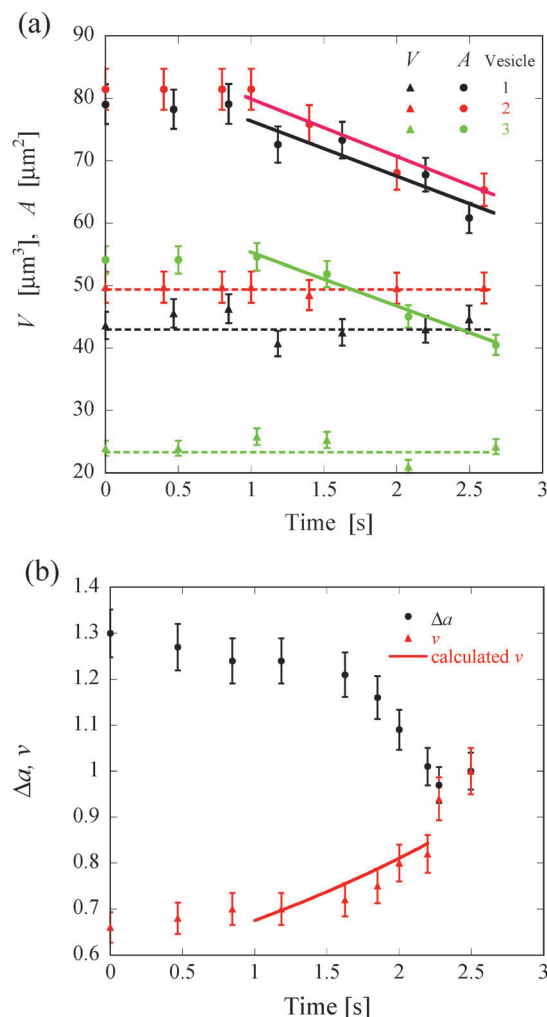 (a)
V [μm³], A [μm²]
90
80
70
60
50
40
30
20
V A Vesicle
1
2
3
0 0.5 1 1.5 2 2.5 3
Time [s]
(b)
Δa, v
1.4
1.3
1.2
1.1
1
0.9
0.8
0.7
0.6
Δa
v
calculated v
0 0.5 1 1.5 2 2.5 3
Time [s]